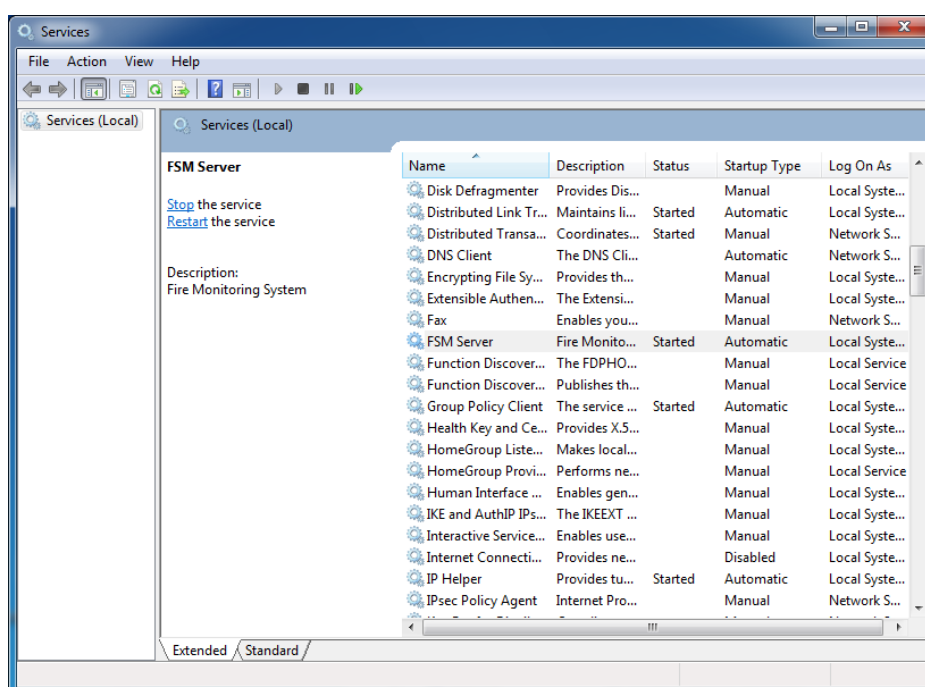 Services
File Action View Help
Services (Local)
Services (Local)
FSM Server
Stop the service
Restart the service
Description:
Fire Monitoring System
Name Description Status Startup Type Log On As
Disk Defragmenter Provides Dis... Manual Local Syste...
Distributed Link Tr... Maintains li... Started Automatic Local Syste...
Distributed Transa... Coordinates... Started Manual Network S...
DNS Client The DNS Cli... Automatic Network S...
Encrypting File Sy... Provides th... Manual Local Syste...
Extensible Authen... The Extensi... Manual Local Syste...
Fax Enables you... Manual Network S...
FSM Server Fire Monito... Started Automatic Local Syste...
Function Discover... The FDPHO... Manual Local Service
Function Discover... Publishes th... Manual Local Service
Group Policy Client The service ... Started Automatic Local Syste...
Health Key and Ce... Provides X.5... Manual Local Syste...
HomeGroup Liste... Makes local... Manual Local Syste...
HomeGroup Provi... Performs ne... Manual Local Service
Human Interface ... Enables gen... Manual Local Syste...
IKE and AuthIP IPs... The IKEEXT ... Manual Local Syste...
Interactive Service... Enables use... Manual Local Syste...
Internet Connecti... Provides ne... Disabled Local Syste...
IP Helper Provides tu... Started Automatic Local Syste...
IPsec Policy Agent Internet Pro... Manual Network S...
Extended Standard